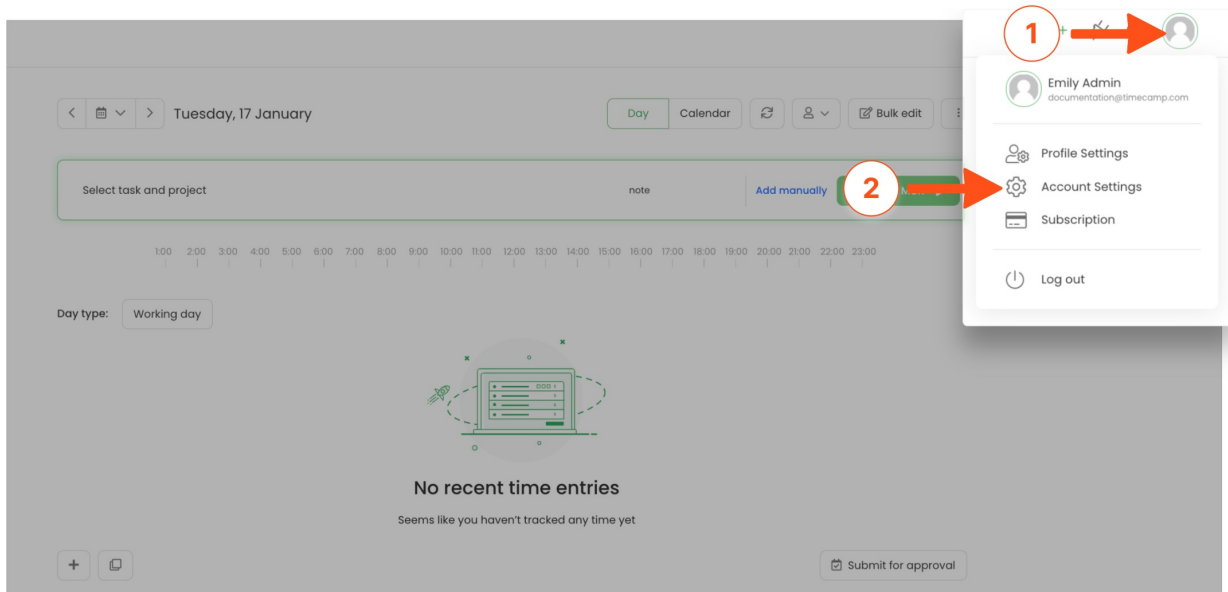 1
Emily Admin
documentation@timecamp.com
Tuesday, 17 January
Day
Calendar
Bulk edit
Profile Settings
Select task and project
note
Add manually
2
Account Settings
Subscription
1:00 2:00 3:00 4:00 5:00 6:00 7:00 8:00 9:00 10:00 11:00 12:00 13:00 14:00 15:00 16:00 17:00 18:00 19:00 20:00 21:00 22:00 23:00
Log out
Day type:
Working day
No recent time entries
Seems like you haven't tracked any time yet
Submit for approval